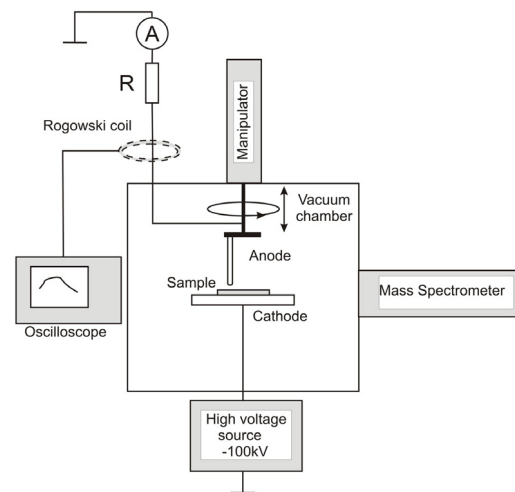 A
R
Rogowski coil
Manipulator
Vacuum
chamber
Anode
Sample
Cathode
Mass Spectrometer
Oscilloscope
High voltage
source
-100kV